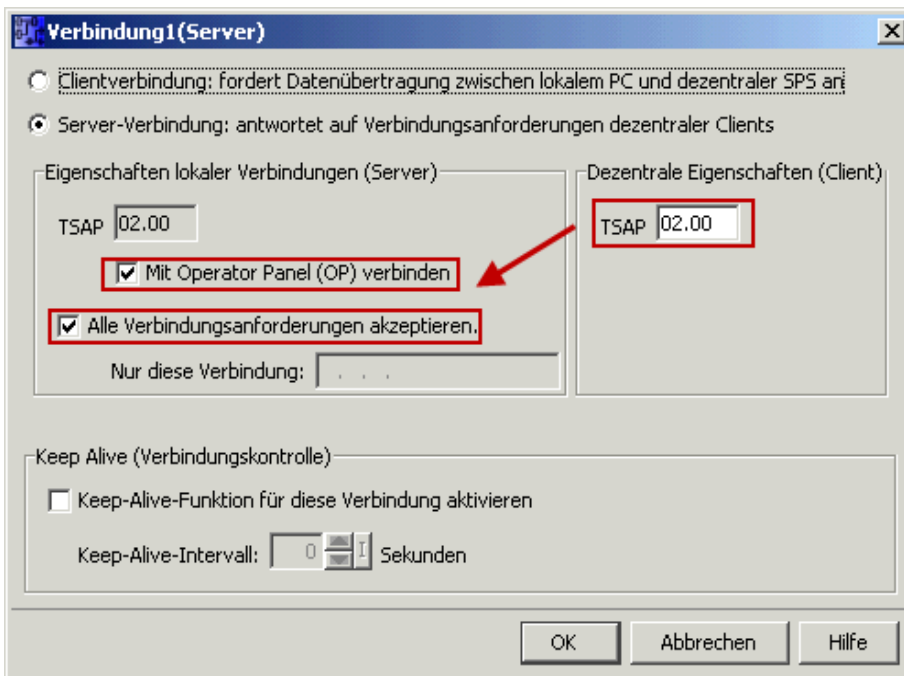 Verbindung1(Server)
Clientverbindung: fordert Datenübertragung zwischen lokalem PC und dezentraler SPS an
Server-Verbindung: antwortet auf Verbindungsanforderungen dezentraler Clients
Eigenschaften lokaler Verbindungen (Server)
TSAP 02.00
Mit Operator Panel (OP) verbinden
Alle Verbindungsanforderungen akzeptieren.
Nur diese Verbindung: . . .
Dezentrale Eigenschaften (Client)
TSAP 02.00
Keep Alive (Verbindungskontrolle)
Keep-Alive-Funktion für diese Verbindung aktivieren
Keep-Alive-Intervall: 0 I Sekunden
OK Abbrechen Hilfe